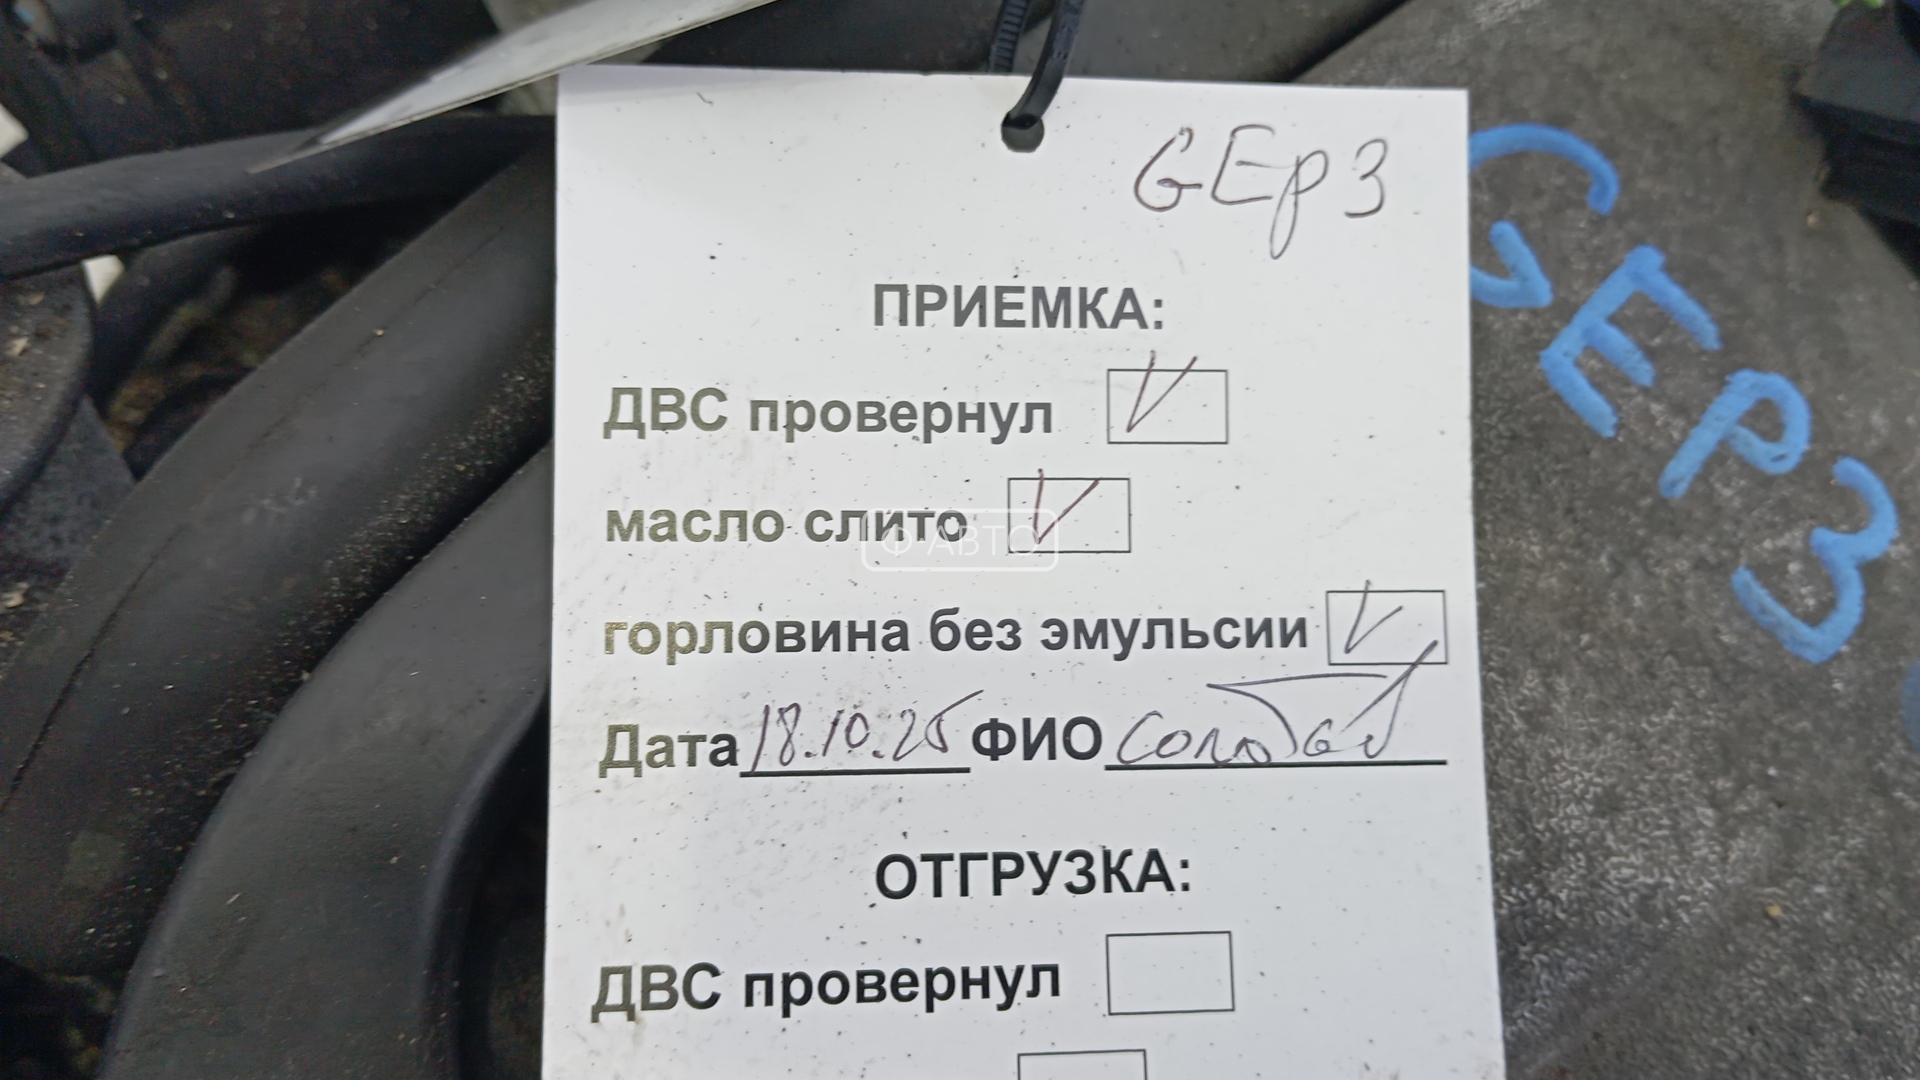 GEP3
GEP3
ПРИЕМКА:
ДВС провернул
масло слито
Ф-АВТО
горловина без эмульсии
Дата 18.10.25 ФИО
ОТГРУЗКА:
ДВС провернул